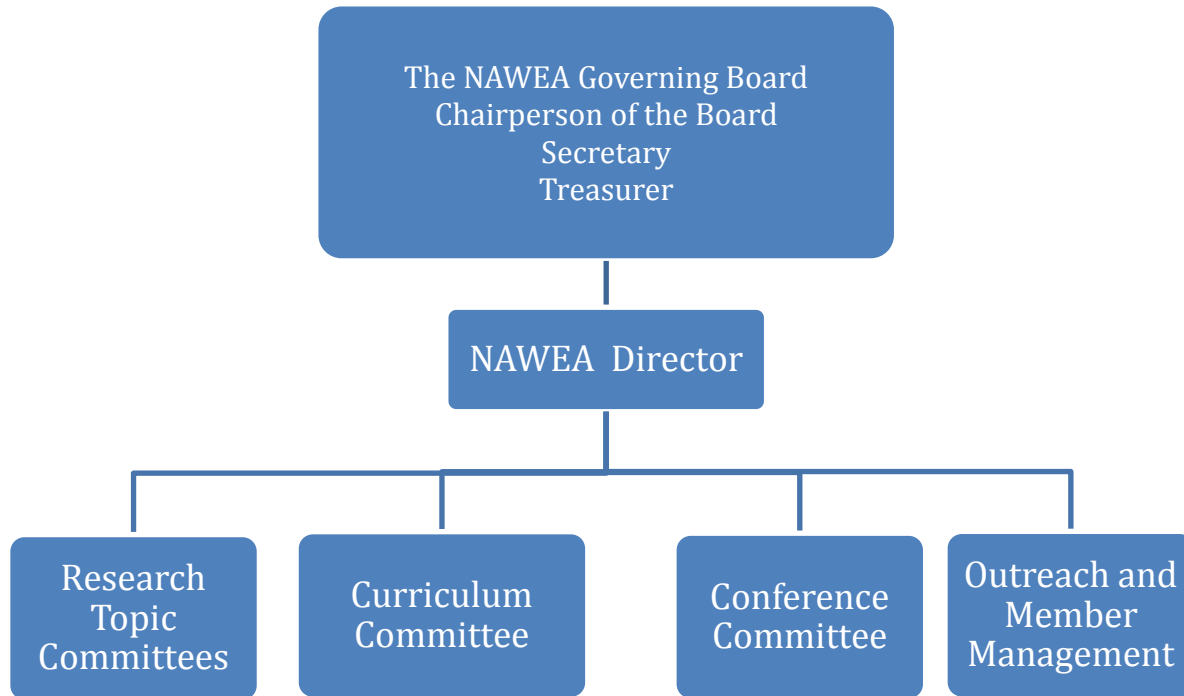 The NAWEA Governing Board
Chairperson of the Board
Secretary
Treasurer
NAWEA  Director
Research
Topic
Committees
Curriculum
Committee
Conference
Committee
Outreach and
Member
Management